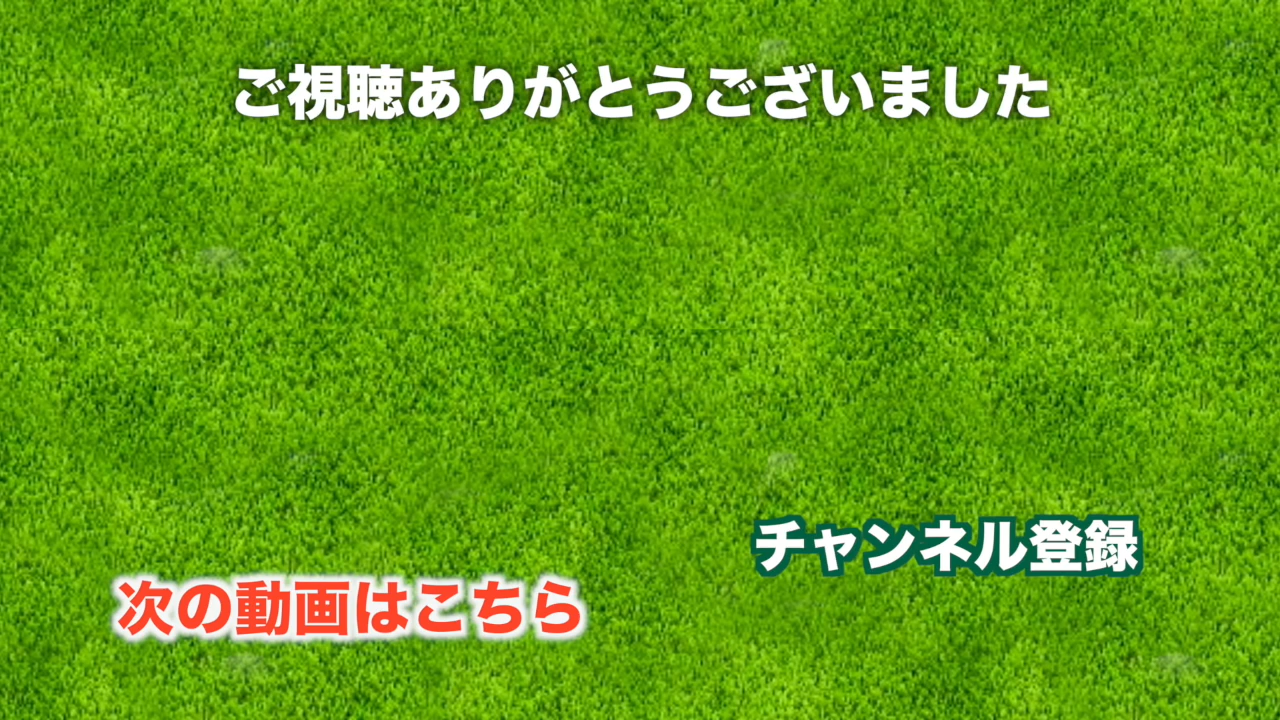 ご視聴ありがとうございました
チャンネル登録
次の動画はこちら